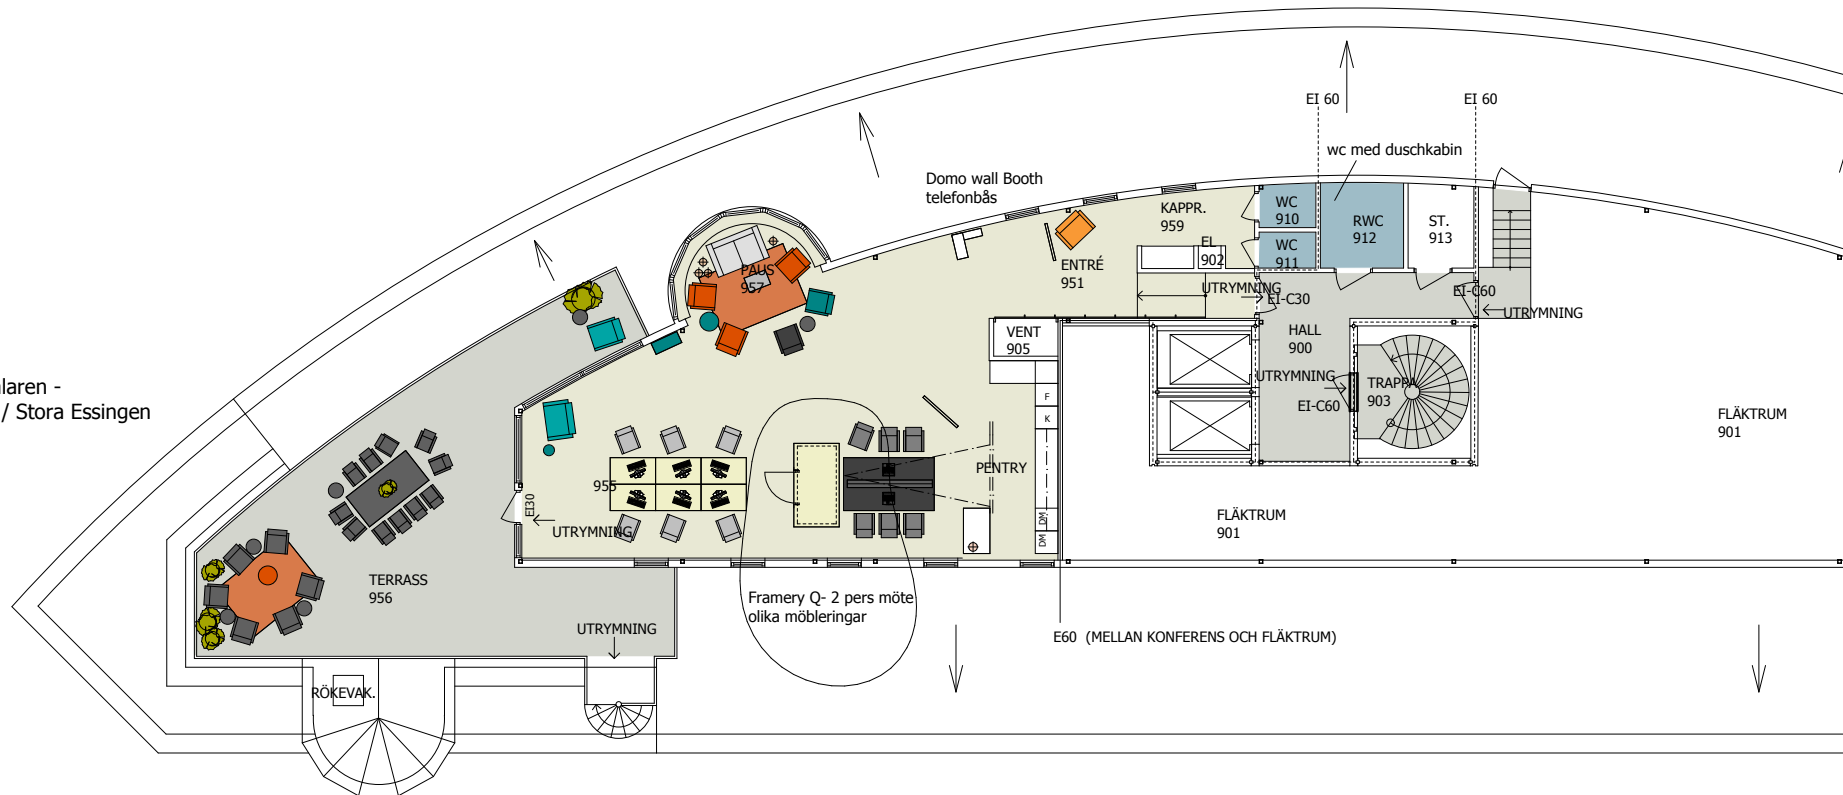 EI 60
EI 60
wc med duschkabin
Domo wall Booth
telefonbås
KAPPR.
959
WC
910
RWC
912
ST.
913
WC
911
EL
902
ENTRÉ
951
PAUS
957
UTRYMNING
EI-C30
EI-C60
UTRYMNING
HALL
900
VENT
905
UTRYMNING
EI-C60
TRAPPA
903
laren -
/ Stora Essingen
F
K
FLÄKTRUM
901
PENTRY
955
EI30
UTRYMNING
DM
DM
FLÄKTRUM
901
TERRASS
956
Framery Q- 2 pers möte
olika möbleringar
UTRYMNING
E60 (MELLAN KONFERENS OCH FLÄKTRUM)
RÖKEVAK.